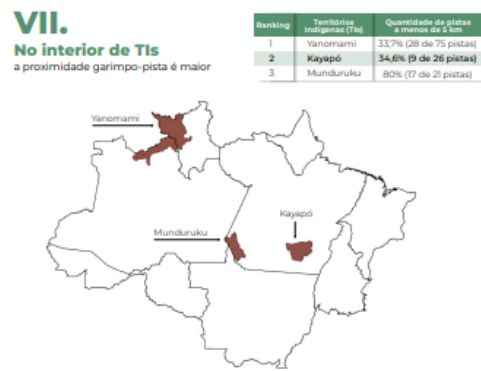 VII.
No interior de TIs
a proximidade garimpo-pista é maior
Ranking Territórios Indígenas (TIs) Quantidade de pistas a menos de 5 km
1 Yanomami 33,7% (28 de 75 pistas)
2 Kayapó 34,6% (9 de 26 pistas)
3 Munduruku 80% (17 de 21 pistas)
Yanomami
Kayapó
Munduruku